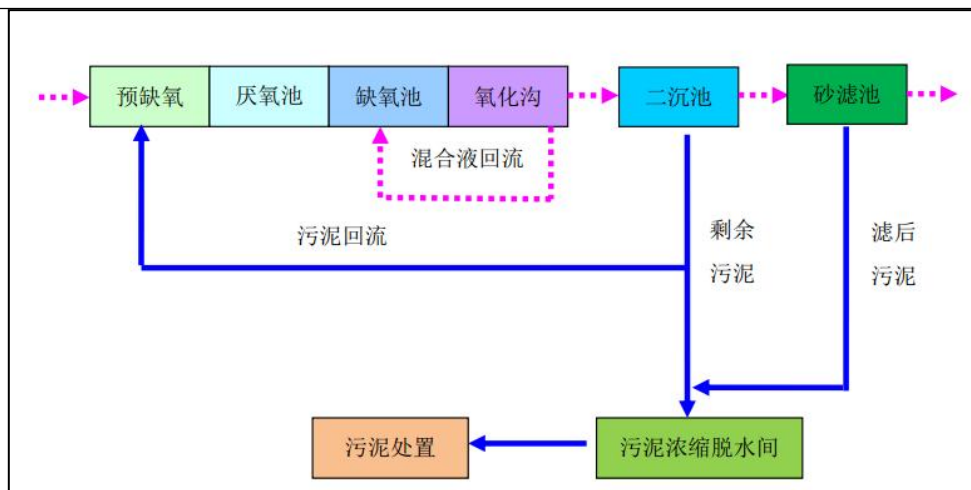 预缺氧
厌氧池
缺氧池
氧化沟
二沉池
砂滤池
混合液回流
污泥回流
剩余
污泥
滤后
污泥
污泥处置
污泥浓缩脱水间